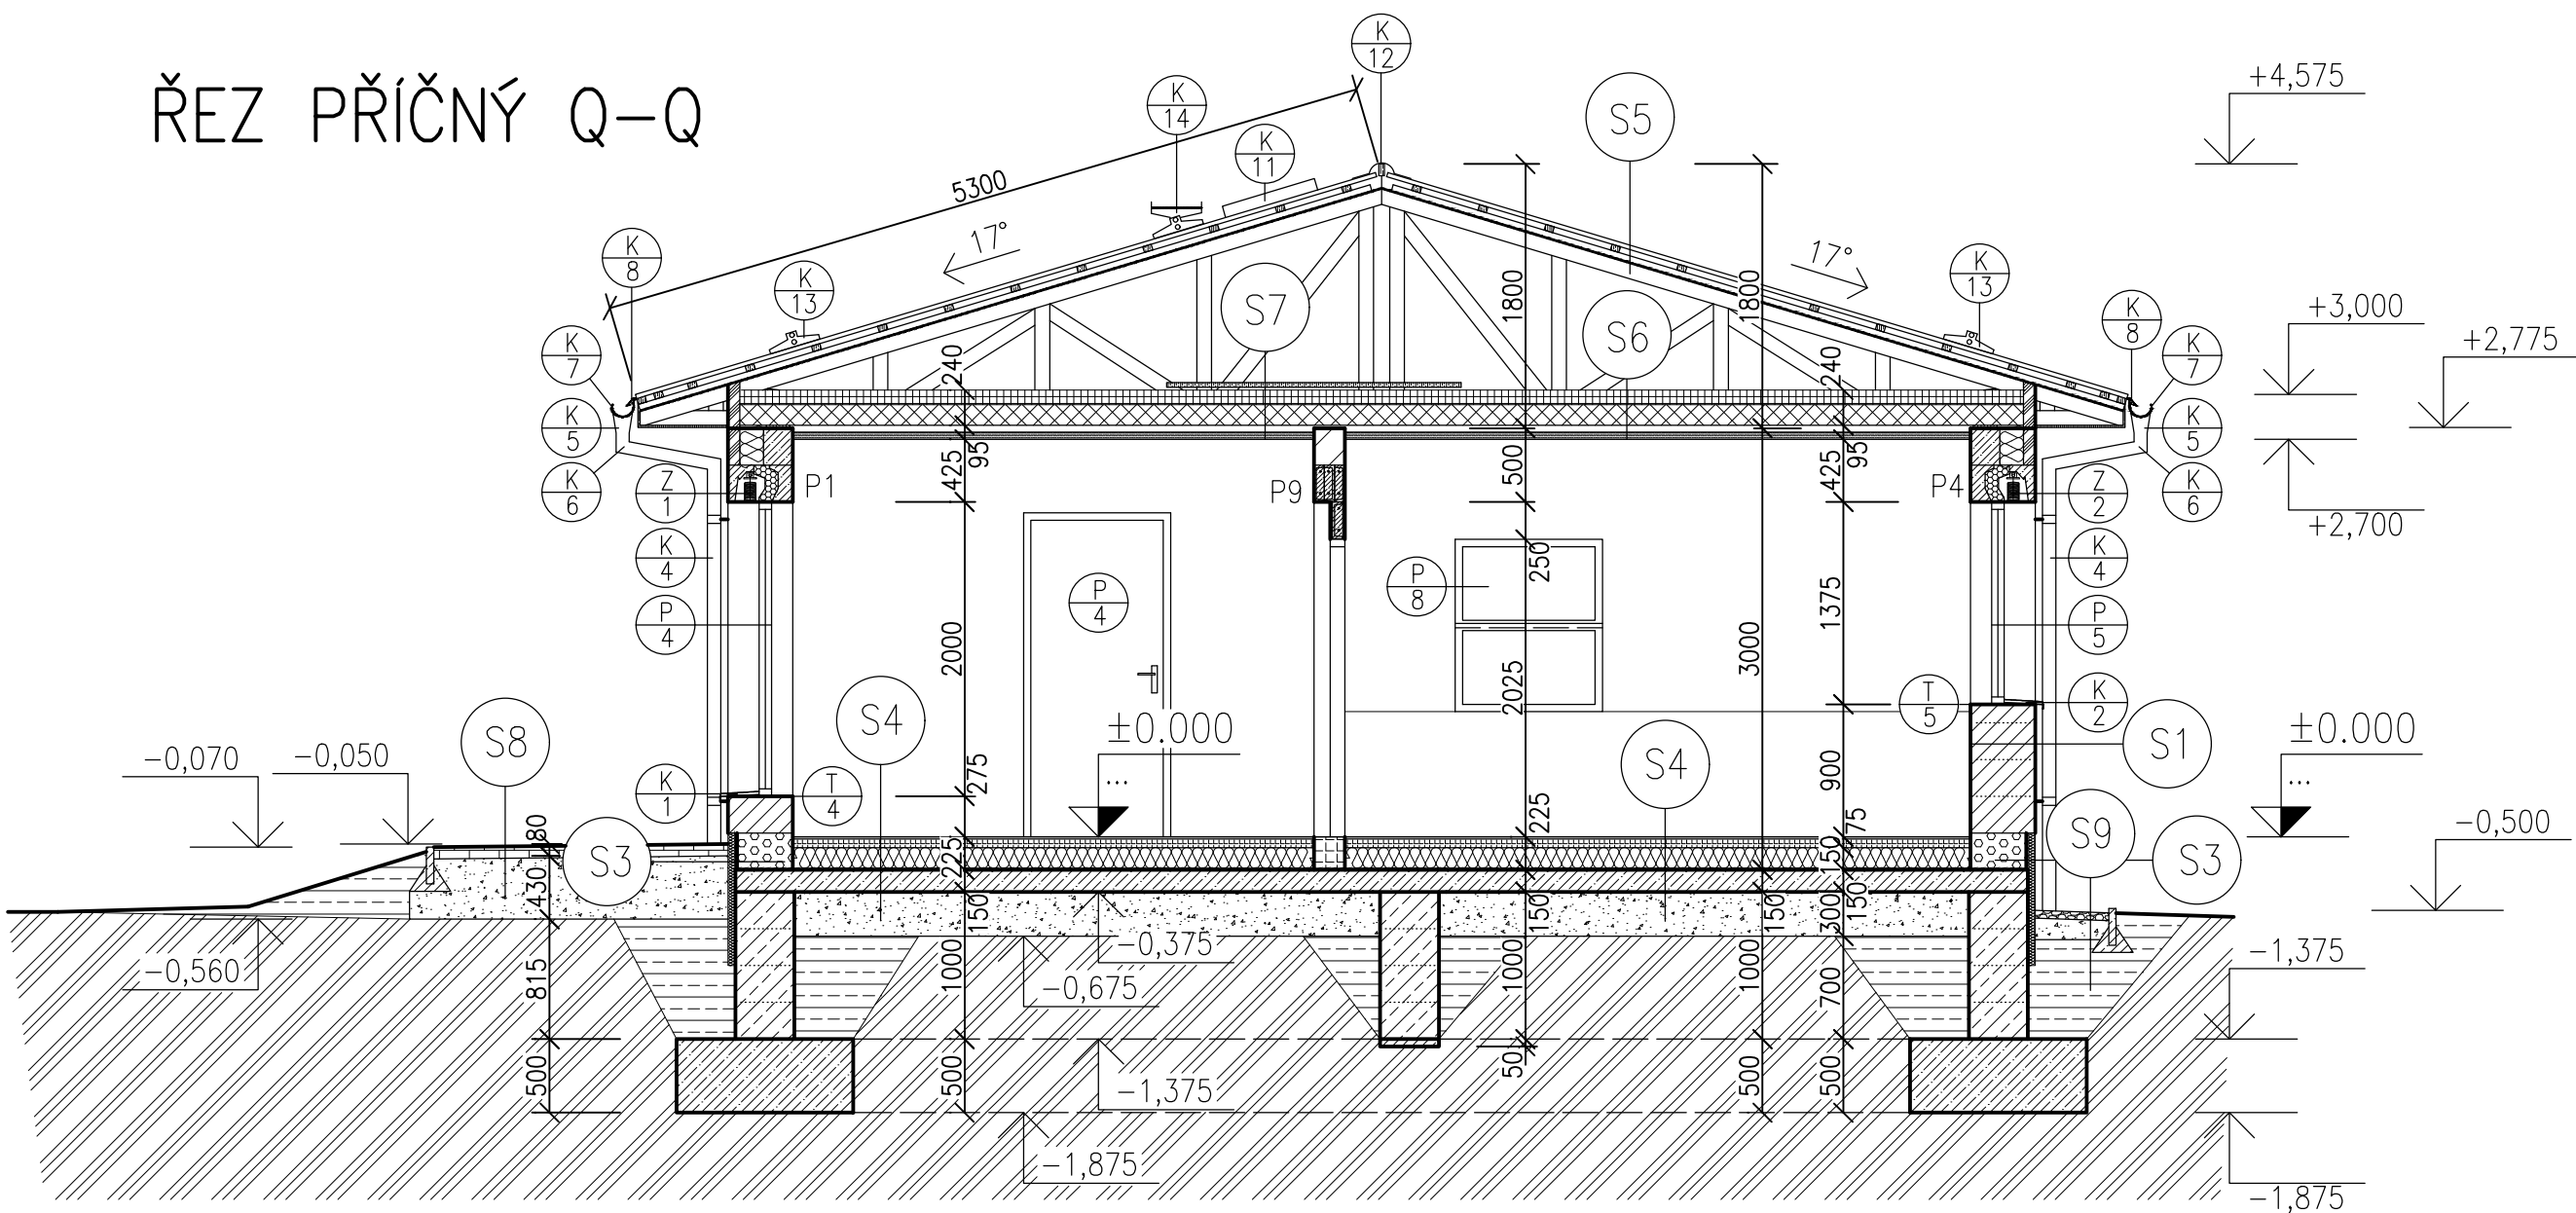 ŘEZ PŘÍČNÝ Q-Q
K
12
+4,575
K
14
S5
K
11
5300
17°
17°
K
8
K
13
S7
1800
1800
K
13
S6
K
8
+3,000
+2,775
K
7
K
7
240
240
K
5
K
5
95
95
425
500
425
K
6
Z
1
P1
P9
P4
Z
2
K
6
+2,700
K
4
250
K
4
P
4
P
8
1375
P
4
2000
3000
P
5
2025
T
5
K
2
S8
S4
±0.000
...
S4
S1
±0.000
...
-0,070
-0,050
K
1
T
4
275
900
S9
-0,500
80
S3
225
75
S3
225
150
430
150
-0,375
150
150
300
150
-0,560
-0,675
-1,375
815
1000
1000
1000
700
500
-1,375
50
500
500
500
-1,875
-1,875